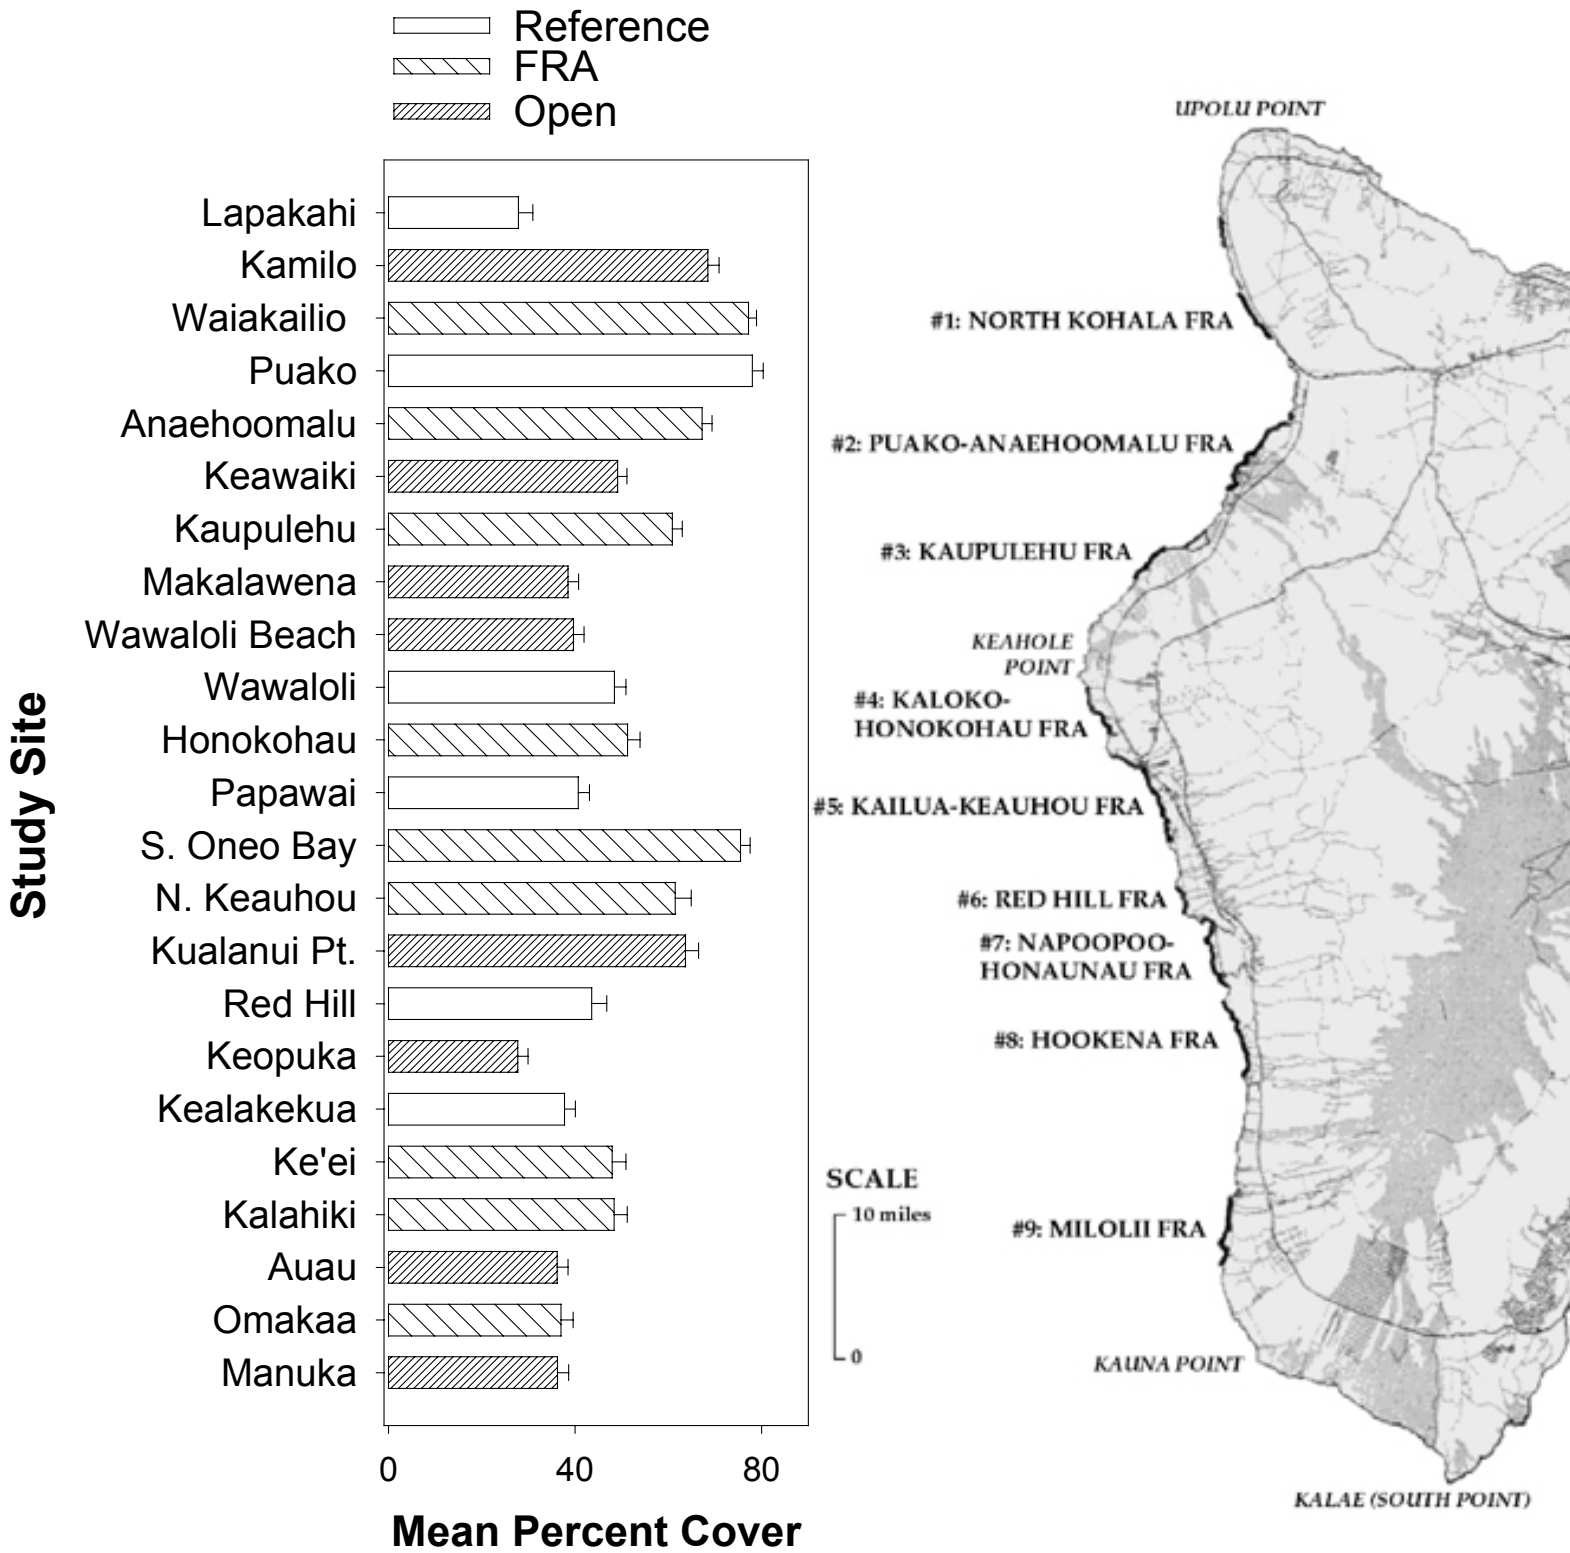 Reference
FRA
Open
Lapakahi
Kamilo
Waiakailio
Puako
Anaehoomalu
Keawaiki
Kaupulehu
Makalawena
Wawaloli Beach
Wawaloli
Honokohau
Papawai
S. Oneo Bay
N. Keauhou
Kualanui Pt.
Red Hill
Keopuka
Kealakekua
Ke'ei
Kalahiki
Auau
Omakaa
Manuka
Study Site
0 40 80
Mean Percent Cover
UPOLU POINT
#1: NORTH KOHALA FRA
#2: PUAKO-ANAEHOOMALU FRA
#3: KAUPULEHU FRA
KEAHOLE
POINT
#4: KALOKO-
HONOKOHAU FRA
#5: KAILUA-KEAUHOU FRA
#6: RED HILL FRA
#7: NAPOOPOO-
HONAUNAU FRA
#8: HOOKENA FRA
SCALE
10 miles
0
#9: MILOLII FRA
KAUNA POINT
KALAE (SOUTH POINT)